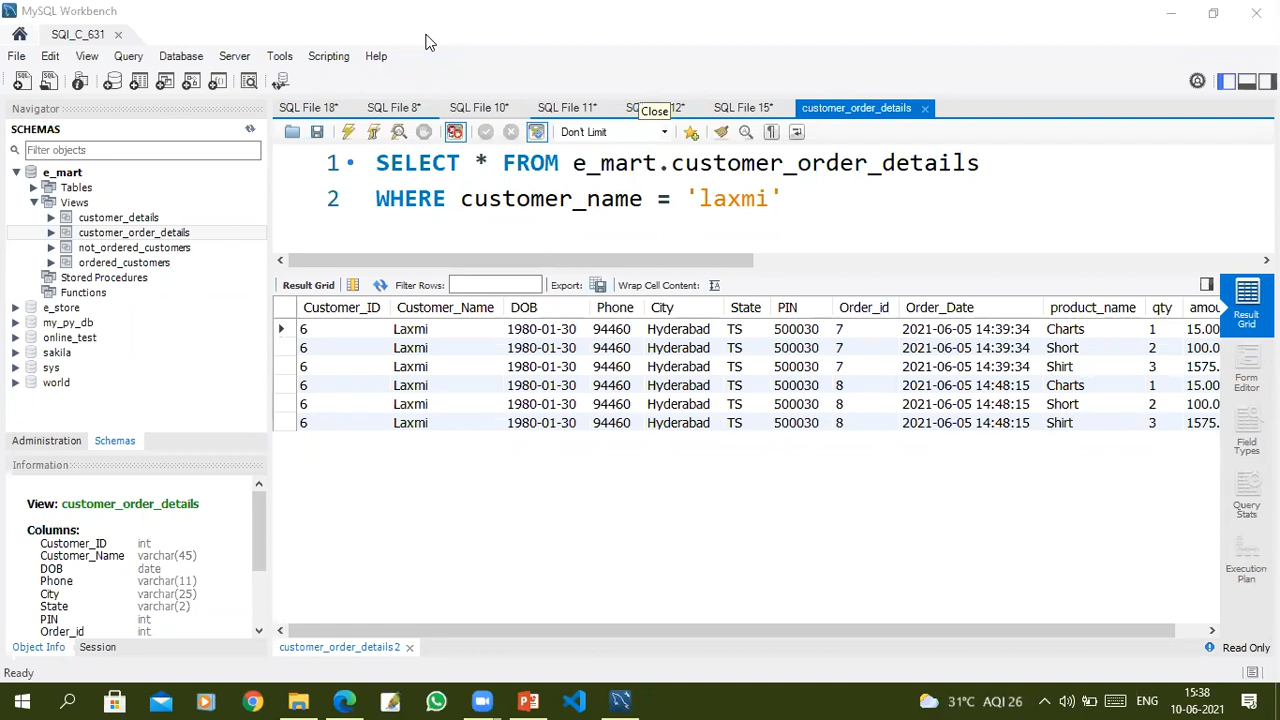 MySQL Workbench
SQl_C_631
File Edit View Query Database Server Tools Scripting Help
Navigator
SCHEMAS
Filter objects
e_mart
Tables
Views
customer_details
customer_order_details
not_ordered_customers
ordered_customers
Stored Procedures
Functions
e_store
my_py_db
online_test
sakila
sys
world
Administration Schemas
Information
View: customer_order_details
Columns:
Customer_ID int
Customer_Name varchar(45)
DOB date
Phone varchar(11)
City varchar(25)
State varchar(2)
PIN int
Order_id int
Object Info Session
SQL File 18* SQL File 8* SQL File 10* SQL File 11* 12* SQL File 15* customer_order_details
Close
Don't Limit
1 SELECT * FROM e_mart.customer_order_details
2 WHERE customer_name = 'laxmi'
Result Grid Filter Rows: Export: Wrap Cell Content:
Customer_ID Customer_Name DOB Phone City State PIN Order_id Order_Date product_name qty amou
6 Laxmi 1980-01-30 94460 Hyderabad TS 500030 7 2021-06-05 14:39:34 Charts 1 15.00
6 Laxmi 1980-01-30 94460 Hyderabad TS 500030 7 2021-06-05 14:39:34 Short 2 100.0
6 Laxmi 1980-01-30 94460 Hyderabad TS 500030 7 2021-06-05 14:39:34 Shirt 3 1575.
6 Laxmi 1980-01-30 94460 Hyderabad TS 500030 8 2021-06-05 14:48:15 Charts 1 15.00
6 Laxmi 1980-01-30 94460 Hyderabad TS 500030 8 2021-06-05 14:48:15 Short 2 100.0
6 Laxmi 1980-01-30 94460 Hyderabad TS 500030 8 2021-06-05 14:48:15 Shirt 3 1575.
Result
Grid
Form
Editor
Field
Types
Query
Stats
Execution
Plan
customer_order_details2
Read Only
Ready
31°C AQI 26
ENG
15:38
10-06-2021